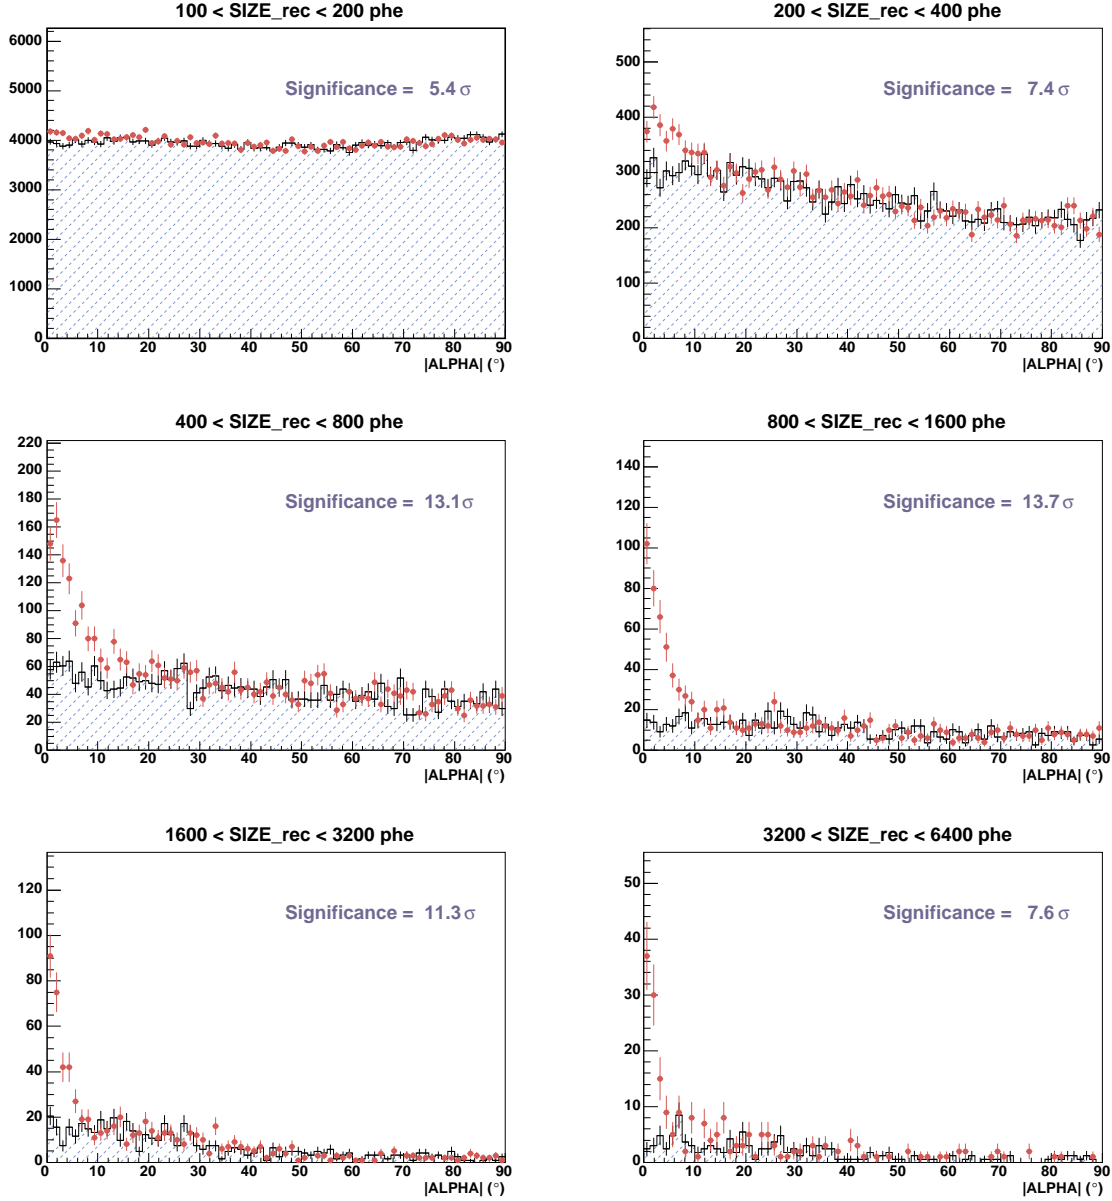 100 < SIZE_rec < 200 phe
6000
5000
4000
3000
2000
1000
0
Significance = 5.4 σ
0 10 20 30 40 50 60 70 80 90
|ALPHA| (°)
200 < SIZE_rec < 400 phe
500
400
300
200
100
0
Significance = 7.4 σ
0 10 20 30 40 50 60 70 80 90
|ALPHA| (°)
400 < SIZE_rec < 800 phe
220
200
180
160
140
120
100
80
60
40
20
0
Significance = 13.1 σ
0 10 20 30 40 50 60 70 80 90
|ALPHA| (°)
800 < SIZE_rec < 1600 phe
140
120
100
80
60
40
20
0
Significance = 13.7 σ
0 10 20 30 40 50 60 70 80 90
|ALPHA| (°)
1600 < SIZE_rec < 3200 phe
120
100
80
60
40
20
0
Significance = 11.3 σ
0 10 20 30 40 50 60 70 80 90
|ALPHA| (°)
3200 < SIZE_rec < 6400 phe
50
40
30
20
10
0
Significance = 7.6 σ
0 10 20 30 40 50 60 70 80 90
|ALPHA| (°)